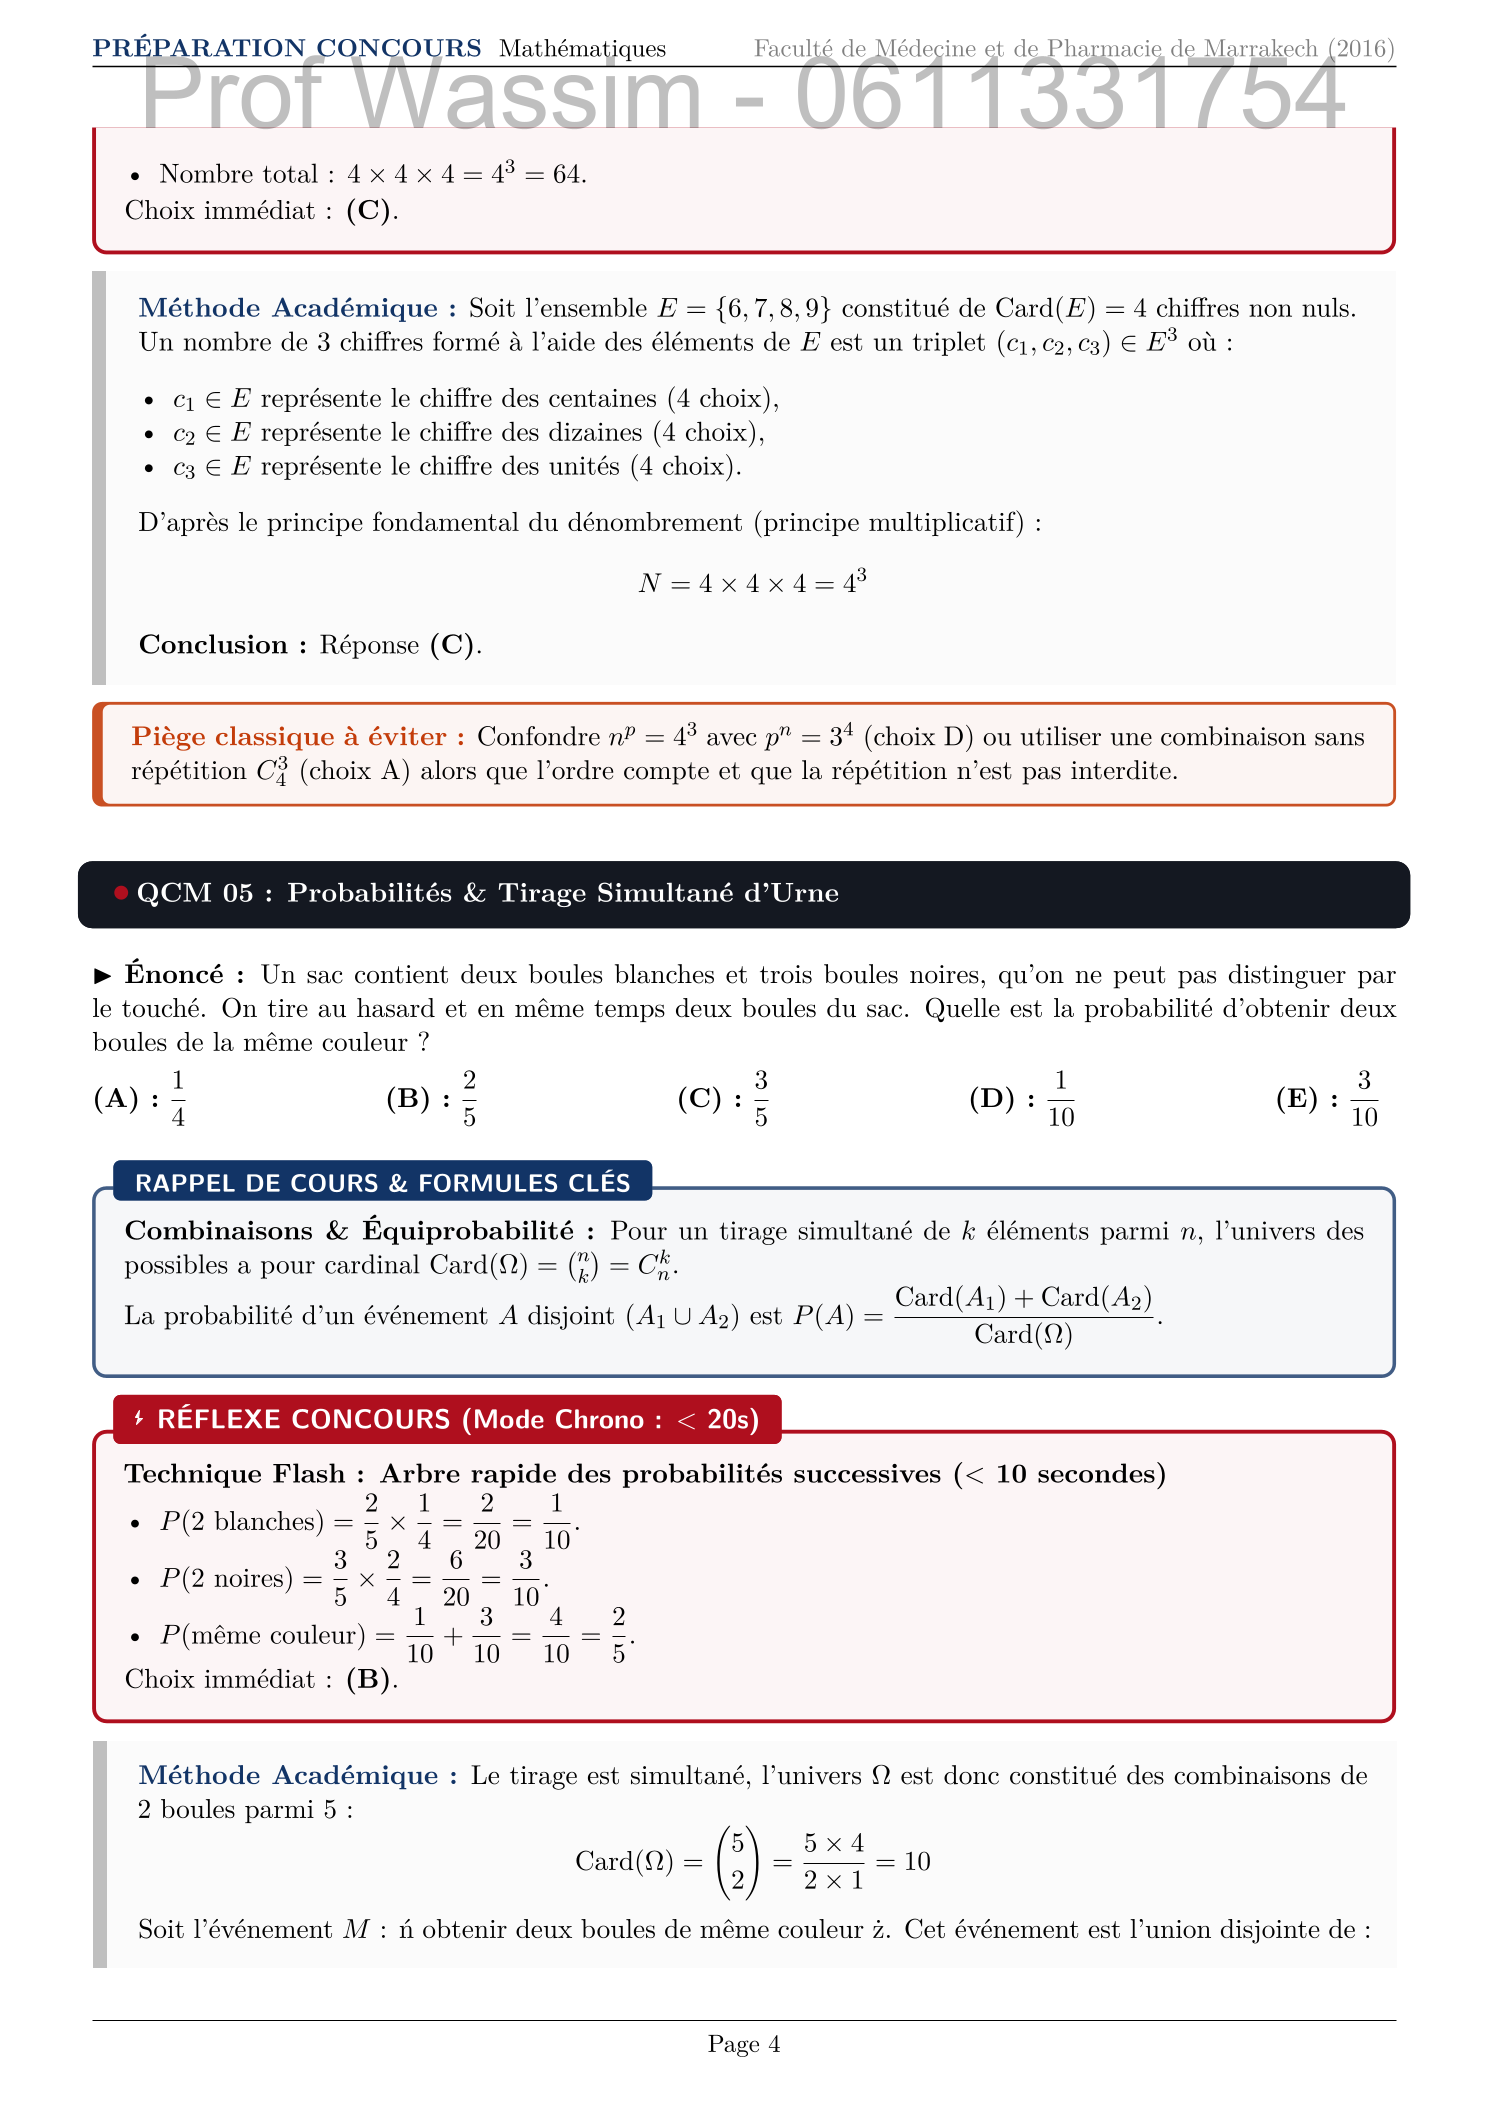 PRÉPARATION CONCOURS Mathématiques Faculté de Médecine et de Pharmacie de Marrakech (2016)
Prof Wassim - 0611331754
• Nombre total : 4 × 4 × 4 = 4³ = 64.
Choix immédiat : (C).
Méthode Académique : Soit l'ensemble E = {6, 7, 8, 9} constitué de Card(E) = 4 chiffres non nuls.
Un nombre de 3 chiffres formé à l'aide des éléments de E est un triplet (c₁, c₂, c₃) ∈ E³ où :
• c₁ ∈ E représente le chiffre des centaines (4 choix),
• c₂ ∈ E représente le chiffre des dizaines (4 choix),
• c₃ ∈ E représente le chiffre des unités (4 choix).
D'après le principe fondamental du dénombrement (principe multiplicatif) :
N = 4 × 4 × 4 = 4³
Conclusion : Réponse (C).
Piège classique à éviter : Confondre nᵖ = 4³ avec pⁿ = 3⁴ (choix D) ou utiliser une combinaison sans
répétition C₄³ (choix A) alors que l'ordre compte et que la répétition n'est pas interdite.
● QCM 05 : Probabilités & Tirage Simultané d'Urne
▶ Énoncé : Un sac contient deux boules blanches et trois boules noires, qu'on ne peut pas distinguer par
le touché. On tire au hasard et en même temps deux boules du sac. Quelle est la probabilité d'obtenir deux
boules de la même couleur ?
(A) : 1/4 (B) : 2/5 (C) : 3/5 (D) : 1/10 (E) : 3/10
RAPPEL DE COURS & FORMULES CLÉS
Combinaisons & Équiprobabilité : Pour un tirage simultané de k éléments parmi n, l'univers des
possibles a pour cardinal Card(Ω) = (n k) = Cₙᵏ.
La probabilité d'un événement A disjoint (A₁ ∪ A₂) est P(A) = (Card(A₁) + Card(A₂))/Card(Ω).
RÉFLEXE CONCOURS (Mode Chrono : < 20s)
Technique Flash : Arbre rapide des probabilités successives (< 10 secondes)
• P(2 blanches) = 2/5 × 1/4 = 2/20 = 1/10.
• P(2 noires) = 3/5 × 2/4 = 6/20 = 3/10.
• P(même couleur) = 1/10 + 3/10 = 4/10 = 2/5.
Choix immédiat : (B).
Méthode Académique : Le tirage est simultané, l'univers Ω est donc constitué des combinaisons de
2 boules parmi 5 :
Card(Ω) = (5 2) = (5 × 4)/(2 × 1) = 10
Soit l'événement M : ń obtenir deux boules de même couleur ż. Cet événement est l'union disjointe de :
Page 4